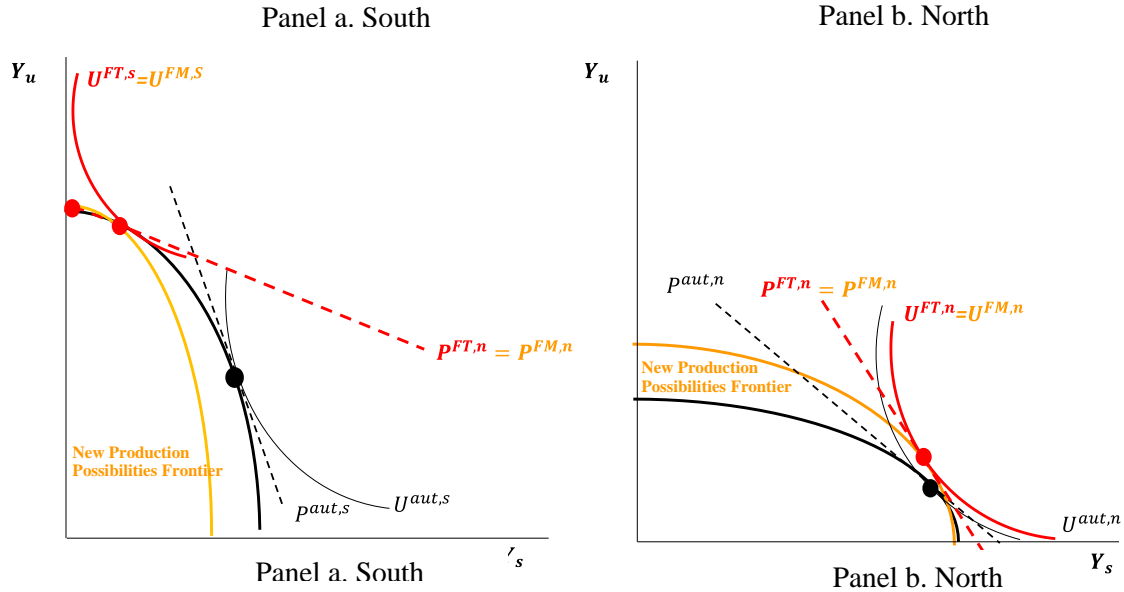 Panel a. South
Panel b. North
Y_u
U^{FT,s}=U^{FM,S}
Y_u
P^{aut,n}
P^{FT,n} = P^{FM,n}
U^{FT,n}=U^{FM,n}
P^{FT,n} = P^{FM,n}
New Production
Possibilities Frontier
New Production
Possibilities Frontier
P^{aut,s}
U^{aut,s}
U^{aut,n}
Y_s
Y_s
Panel a. South
Panel b. North